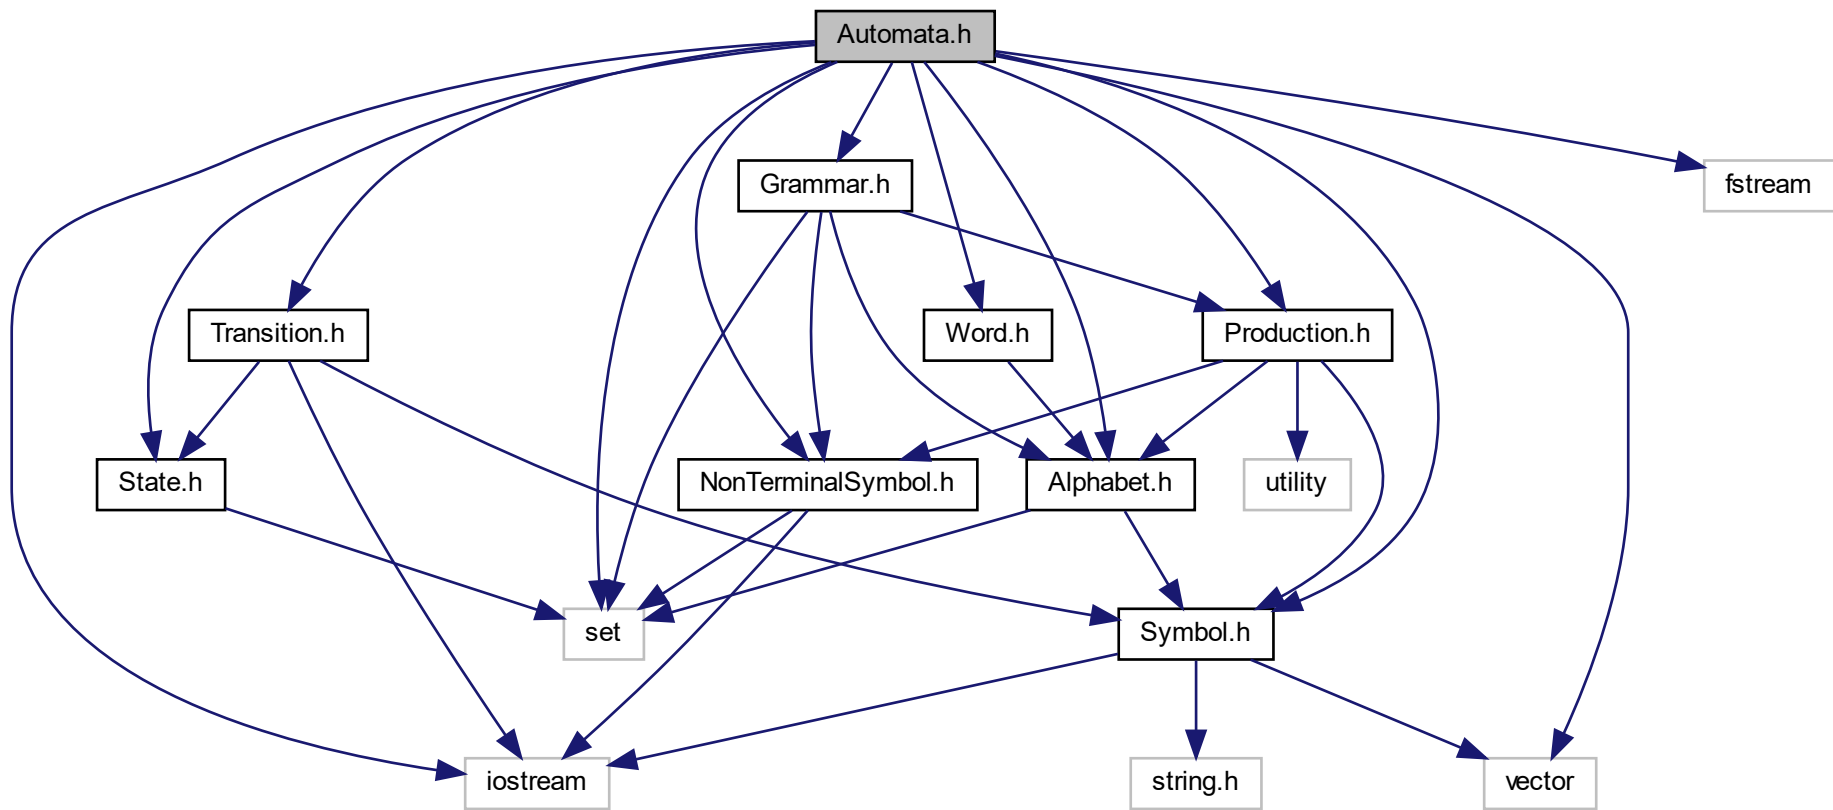 Automata.h
Grammar.h
fstream
Transition.h
Word.h
Production.h
State.h
NonTerminalSymbol.h
Alphabet.h
utility
set
Symbol.h
iostream
string.h
vector